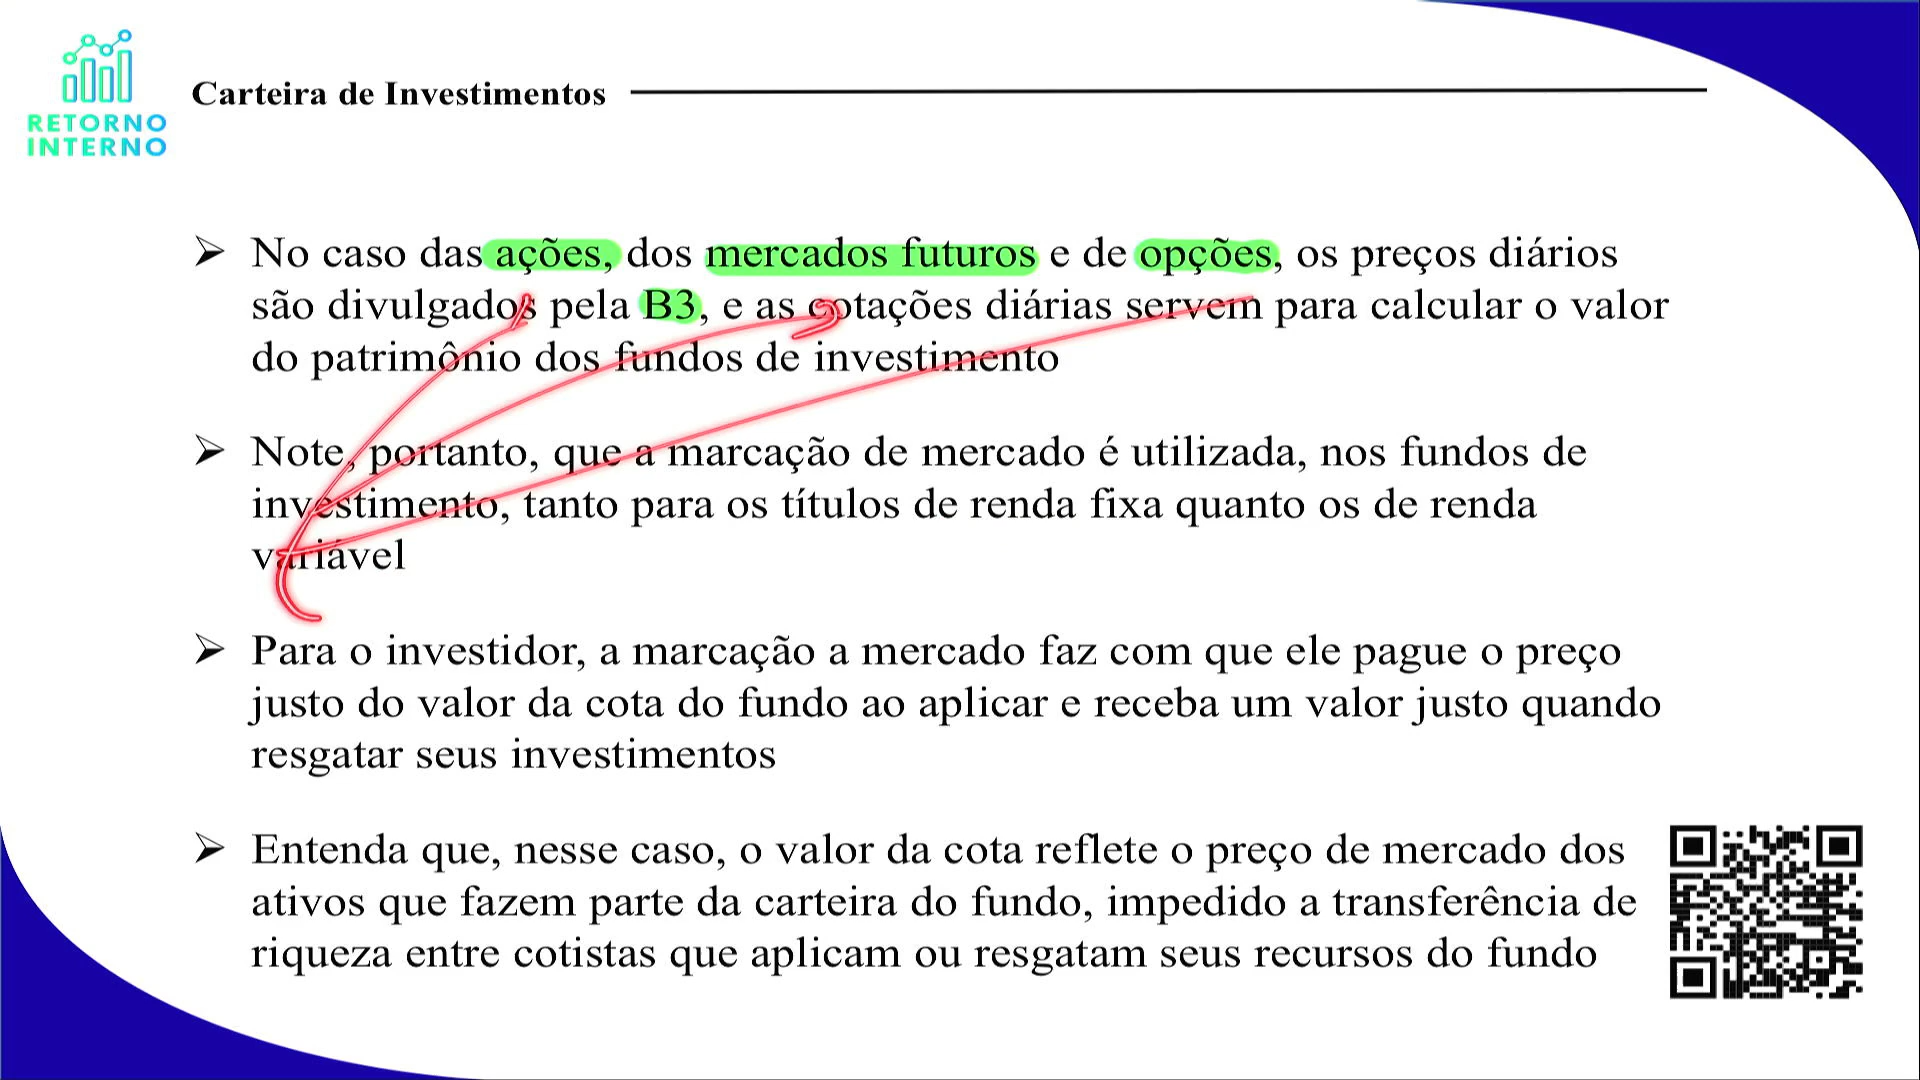 RETORNO
INTERNO
Carteira de Investimentos
➢ No caso das ações, dos mercados futuros e de opções, os preços diários
são divulgados pela B3, e as cotações diárias servem para calcular o valor
do patrimônio dos fundos de investimento
➢ Note, portanto, que a marcação de mercado é utilizada, nos fundos de
investimento, tanto para os títulos de renda fixa quanto os de renda
variável
➢ Para o investidor, a marcação a mercado faz com que ele pague o preço
justo do valor da cota do fundo ao aplicar e receba um valor justo quando
resgatar seus investimentos
➢ Entenda que, nesse caso, o valor da cota reflete o preço de mercado dos
ativos que fazem parte da carteira do fundo, impedido a transferência de
riqueza entre cotistas que aplicam ou resgatam seus recursos do fundo